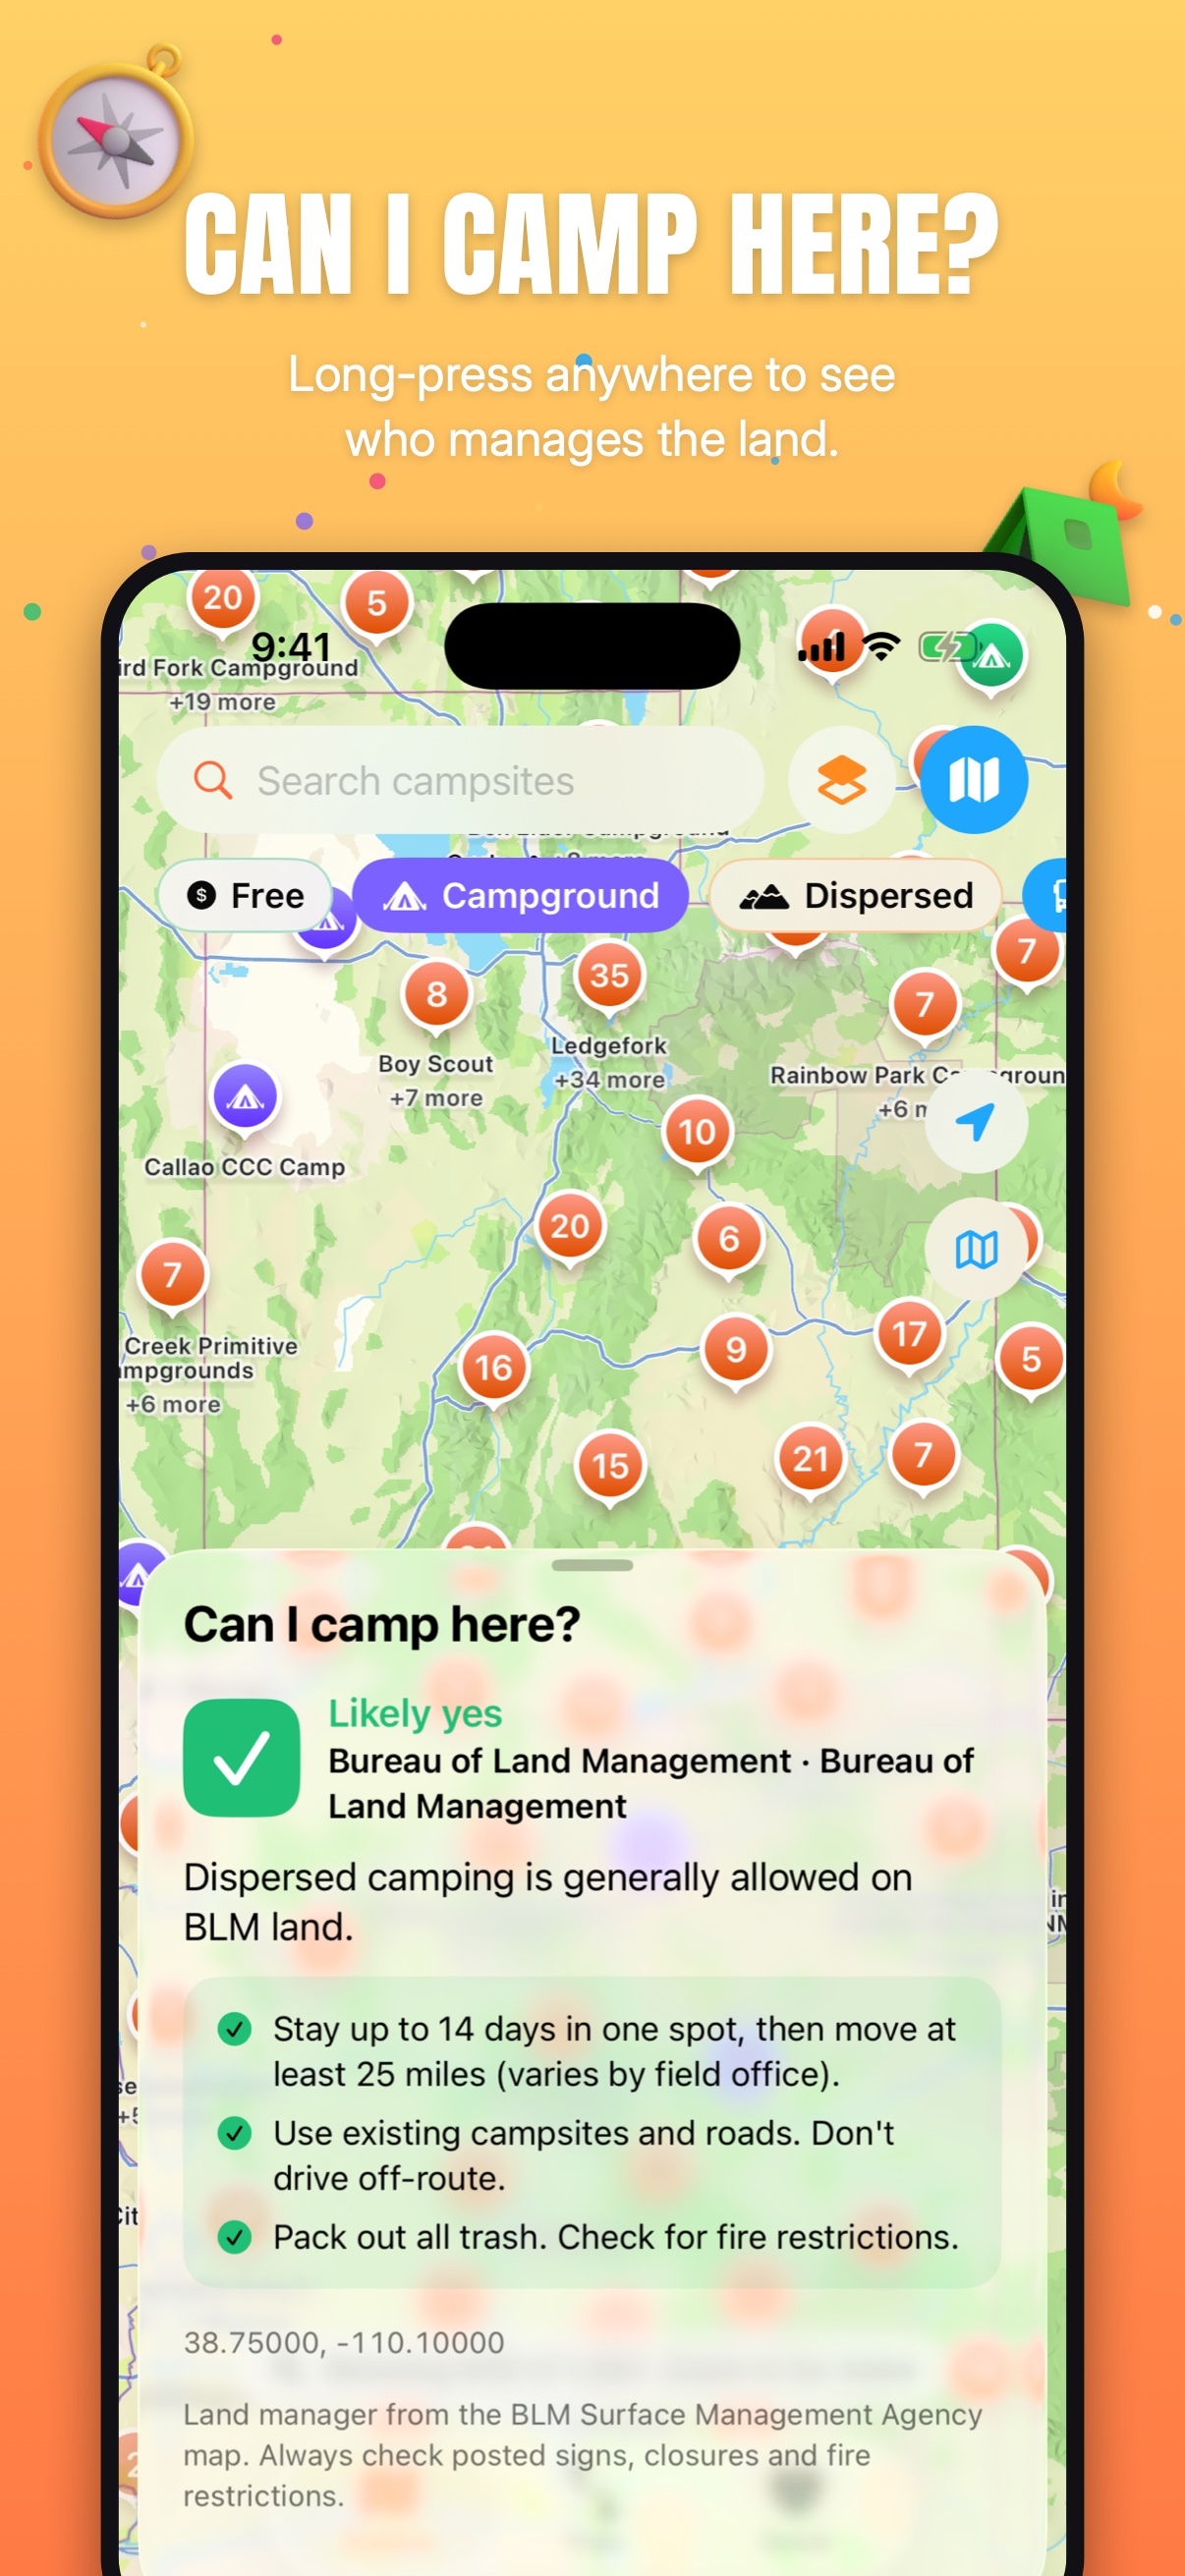 CAN I CAMP HERE?
Long-press anywhere to see
who manages the land.
20
5
4
9:41
ird Fork Campground
+19 more
Search campsites
Free
Campground
Dispersed
7
8
35
7
Boy Scout
+7 more
Ledgefork
+34 more
Rainbow Park
+6
Callao CCC Camp
10
20
6
7
Creek Primitive
mpgrounds
+6 more
16
9
17
5
15
21
7
Can I camp here?
Likely yes
Bureau of Land Management · Bureau of
Land Management
Dispersed camping is generally allowed on
BLM land.
Stay up to 14 days in one spot, then move at
least 25 miles (varies by field office).
Use existing campsites and roads. Don't
drive off-route.
Pack out all trash. Check for fire restrictions.
38.75000, -110.10000
Land manager from the BLM Surface Management Agency
map. Always check posted signs, closures and fire
restrictions.